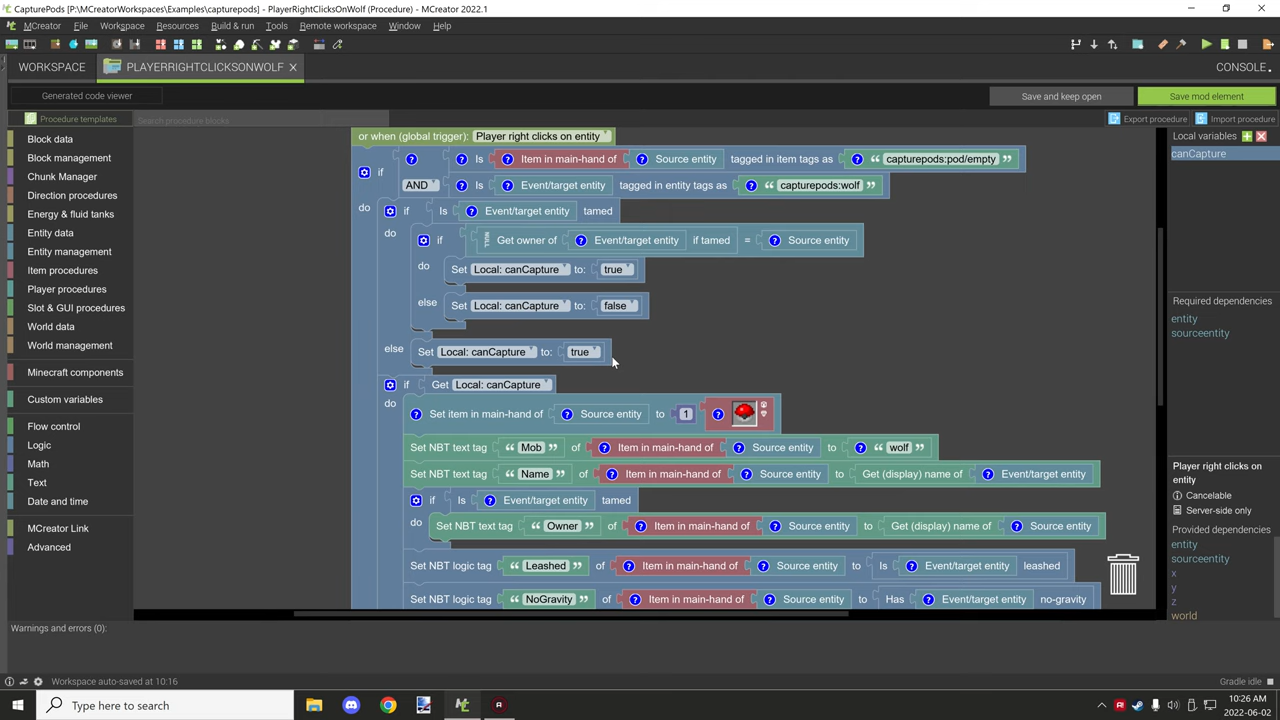 CapturePods [P:\MCreatorWorkspaces\Examples\capturepods] - PlayerRightClicksOnWolf (Procedure) - MCreator 2022.1
MCreator File Workspace Resources Build & run Tools Remote workspace Window Help
WORKSPACE PLAYERRIGHTCLICKSONWOLF × CONSOLE
Generated code viewer Save and keep open Save mod element
Procedure templates Search procedure blocks Export procedure Import procedure Local variables
or when (global trigger): Player right clicks on entity
canCapture
if ? Is ? Item in main-hand of ? Source entity tagged in item tags as ? “ capturepods:pod/empty ”
AND ? Is ? Event/target entity tagged in entity tags as ? “ capturepods:wolf ”
do if Is ? Event/target entity tamed
do if NULL Get owner of ? Event/target entity if tamed = ? Source entity
do Set Local: canCapture to: true
else Set Local: canCapture to: false
else Set Local: canCapture to: true
if Get Local: canCapture
do ? Set item in main-hand of ? Source entity to 1 ?
Set NBT text tag “ Mob ” of ? Item in main-hand of ? Source entity to ? “ wolf ”
Set NBT text tag “ Name ” of ? Item in main-hand of ? Source entity to Get (display) name of ? Event/target entity
if Is ? Event/target entity tamed
do Set NBT text tag “ Owner ” of ? Item in main-hand of ? Source entity to Get (display) name of ? Source entity
Set NBT logic tag “ Leashed ” of ? Item in main-hand of ? Source entity to Is ? Event/target entity leashed
Set NBT logic tag “ NoGravity ” of ? Item in main-hand of ? Source entity to Has ? Event/target entity no-gravity
Block data
Block management
Chunk Manager
Direction procedures
Energy & fluid tanks
Entity data
Entity management
Item procedures
Player procedures
Slot & GUI procedures
World data
World management
Minecraft components
Custom variables
Flow control
Logic
Math
Text
Date and time
MCreator Link
Advanced
Required dependencies
entity
sourceentity
Player right clicks on
entity
Cancelable
Server-side only
Provided dependencies
entity
sourceentity
x
y
z
world
Warnings and errors (0):
Workspace auto-saved at 10:16 Gradle idle
Type here to search
10:26 AM
2022-06-02